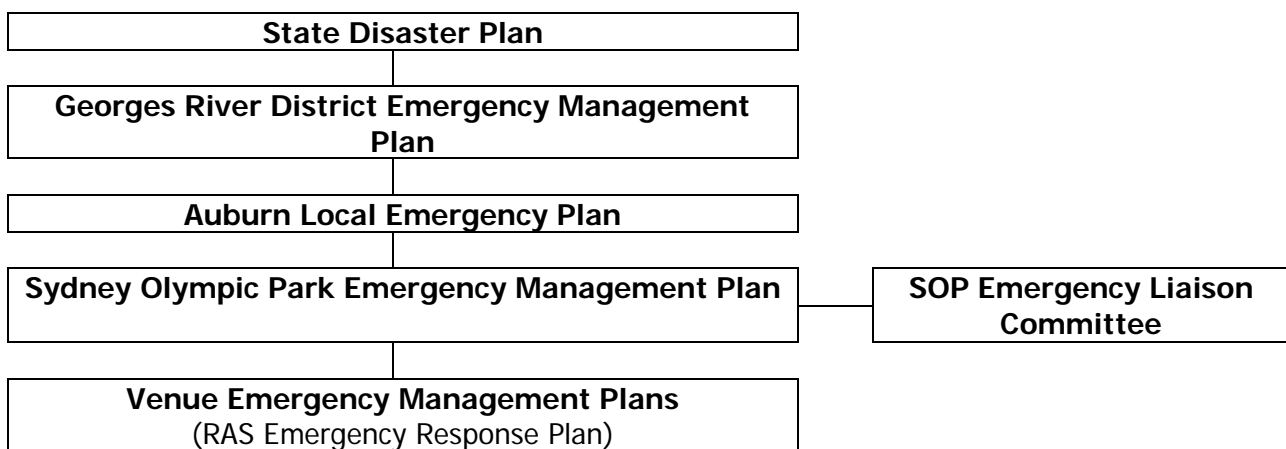 State Disaster Plan
Georges River District Emergency Management
Plan
Auburn Local Emergency Plan
Sydney Olympic Park Emergency Management Plan
SOP Emergency Liaison
Committee
Venue Emergency Management Plans
(RAS Emergency Response Plan)